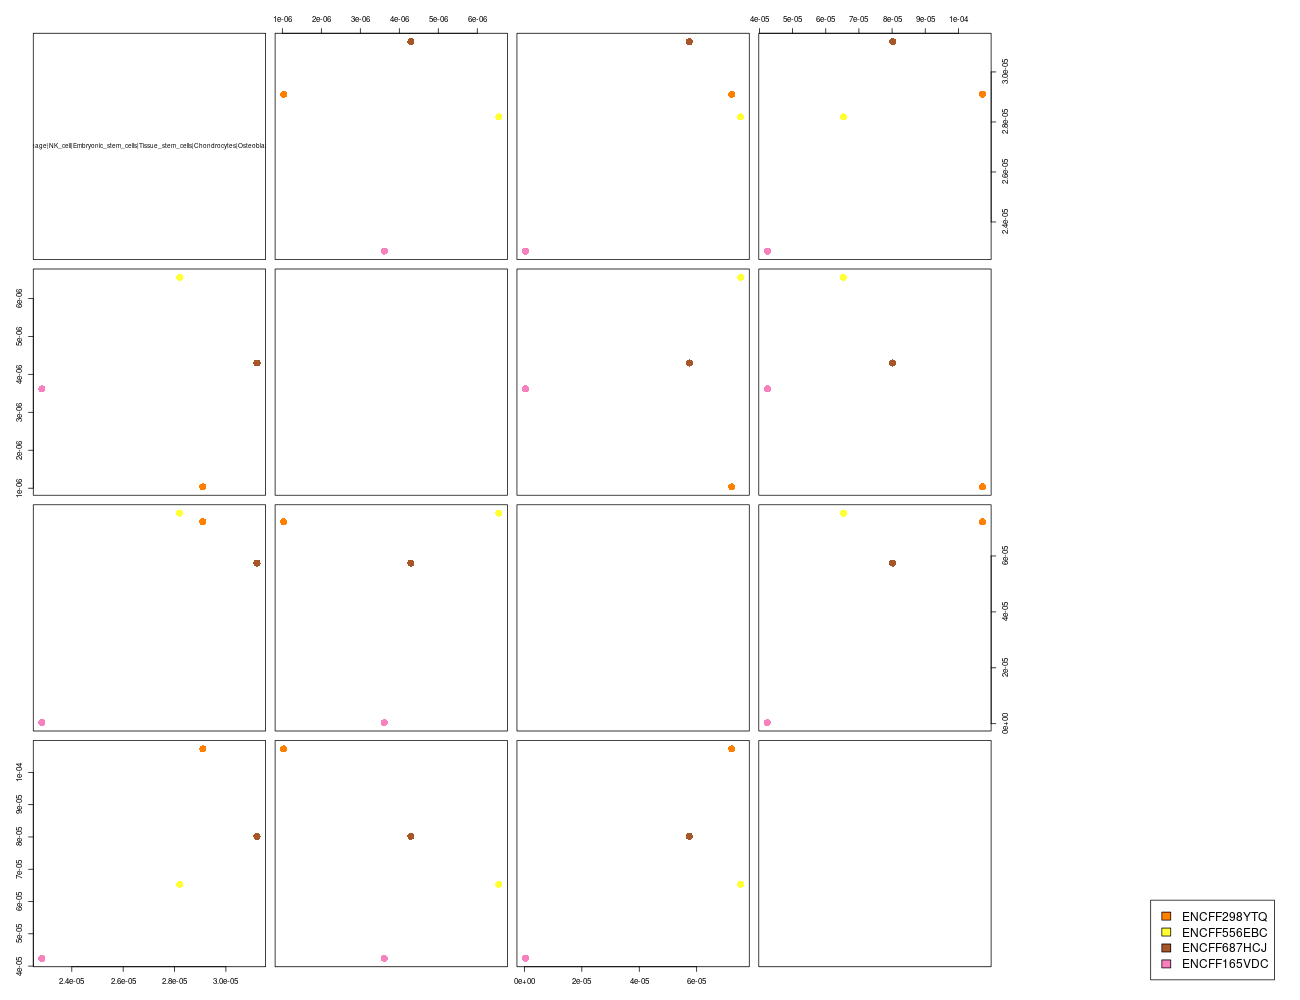 1e-06 2e-06 3e-06 4e-06 5e-06 6e-06
4e-05 5e-05 6e-05 7e-05 8e-05 9e-05 1e-04
age|NK_cell|Embryonic_stem_cells|Tissue_stem_cells|Chondrocytes|Osteobla
2.4e-05 2.6e-05 2.8e-05 3.0e-05
1e-06 2e-06 3e-06 4e-06 5e-06 6e-06
0e+00 2e-05 4e-05 6e-05
4e-05 5e-05 6e-05 7e-05 8e-05 9e-05 1e-04
2.4e-05 2.6e-05 2.8e-05 3.0e-05
0e+00 2e-05 4e-05 6e-05
ENCFF298YTQ
ENCFF556EBC
ENCFF687HCJ
ENCFF165VDC